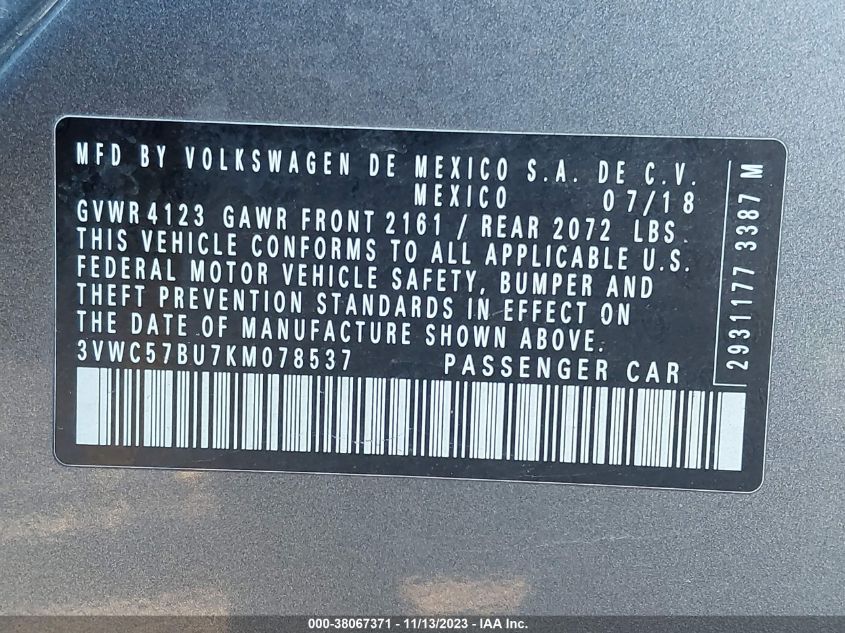 MFD BY VOLKSWAGEN DE MEXICO S.A. DE C.V.
MEXICO 07/18
GVWR 4123 GAWR FRONT 2161 / REAR 2072 LBS.
THIS VEHICLE CONFORMS TO ALL APPLICABLE U.S.
FEDERAL MOTOR VEHICLE SAFETY, BUMPER AND
THEFT PREVENTION STANDARDS IN EFFECT ON
THE DATE OF MANUFACTURE SHOWN ABOVE.
3VWC57BU7KM078537 PASSENGER CAR
2931177 3387 M
000-38067371 - 11/13/2023 - IAA Inc.